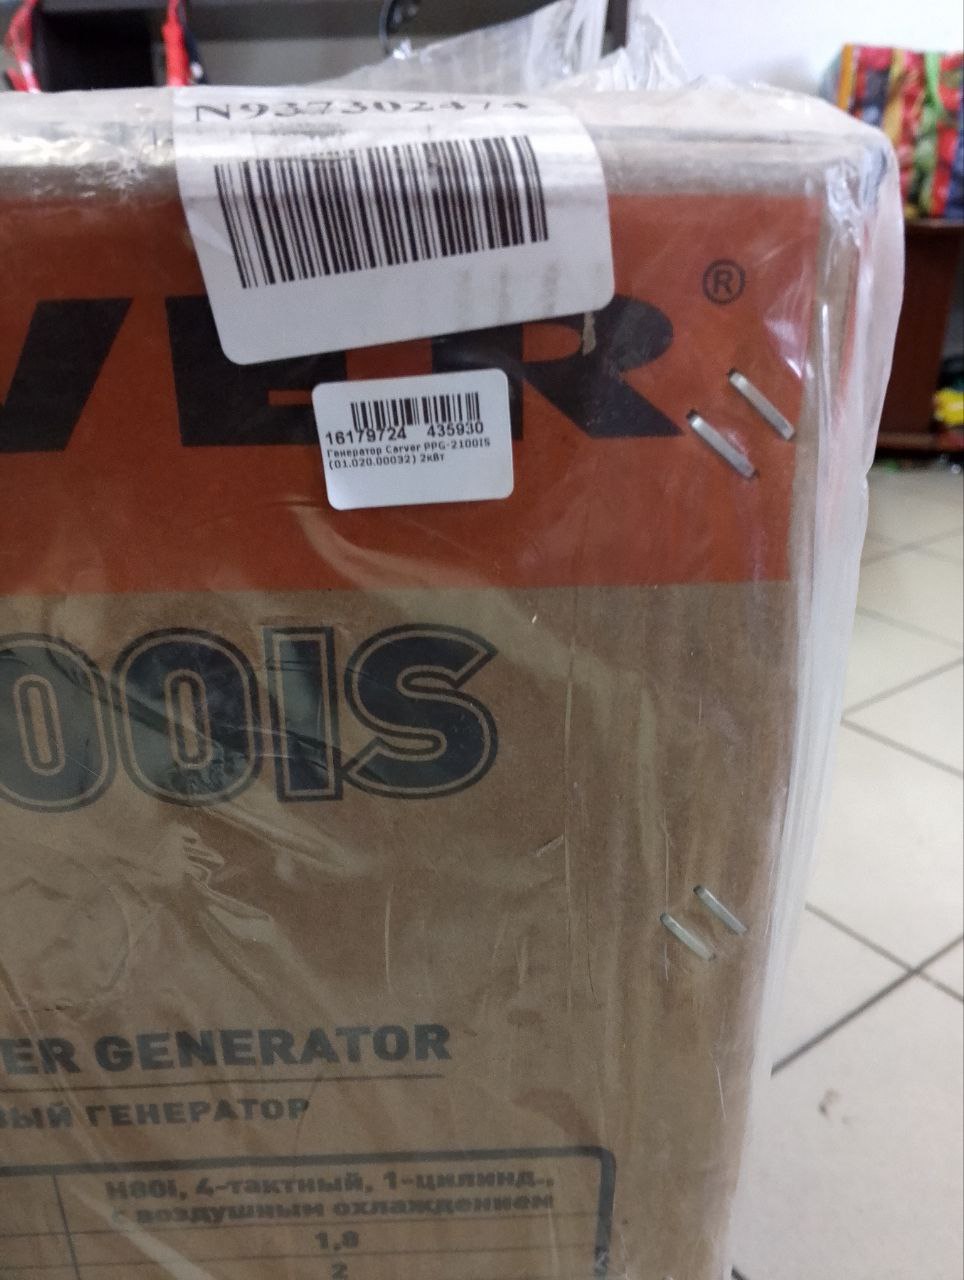 N937302474
VER®
16179724 435930
Генератор Carver PPG-2100IS
(01.020.00032) 2кВт
00IS
ER GENERATOR
ВЫЙ ГЕНЕРАТОР
H80i, 4-тактный, 1-цилинд.,
с воздушным охлаждением
1,8
2